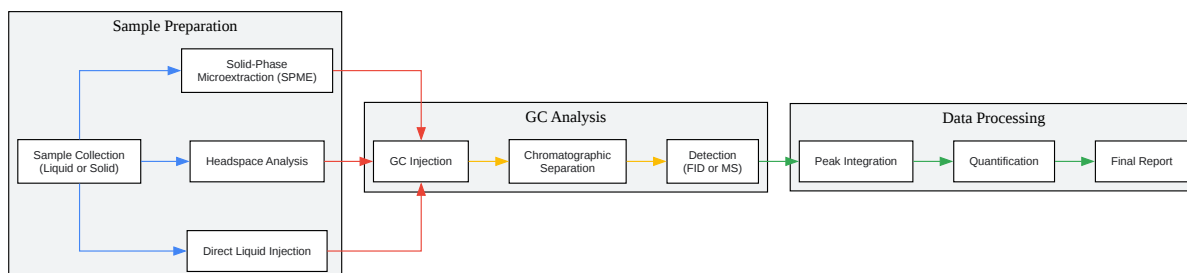 Sample Preparation
Solid-Phase
Microextraction (SPME)
Sample Collection
(Liquid or Solid)
Headspace Analysis
Direct Liquid Injection
GC Analysis
GC Injection
Chromatographic
Separation
Detection
(FID or MS)
Data Processing
Peak Integration
Quantification
Final Report